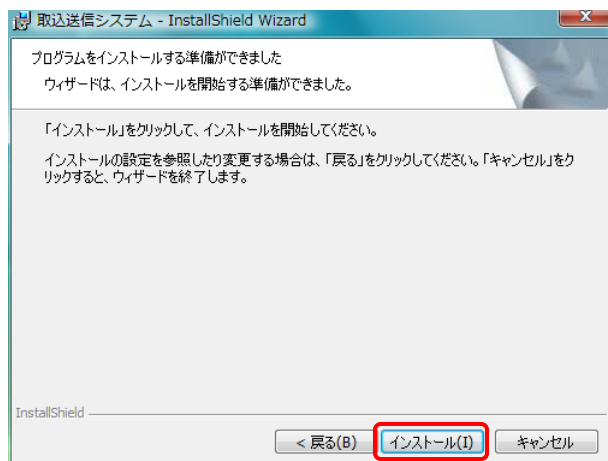 取込送信システム - InstallShield Wizard
プログラムをインストールする準備ができました
ウィザードは、インストールを開始する準備ができました。
「インストール」をクリックして、インストールを開始してください。
インストールの設定を参照したり変更する場合は、「戻る」をクリックしてください。「キャンセル」をク
リックすると、ウィザードを終了します。
InstallShield
< 戻る(B) インストール(I) キャンセル